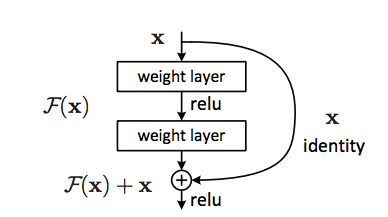 x
weight layer
relu
F(x)
weight layer
x
identity
F(x) + x
relu